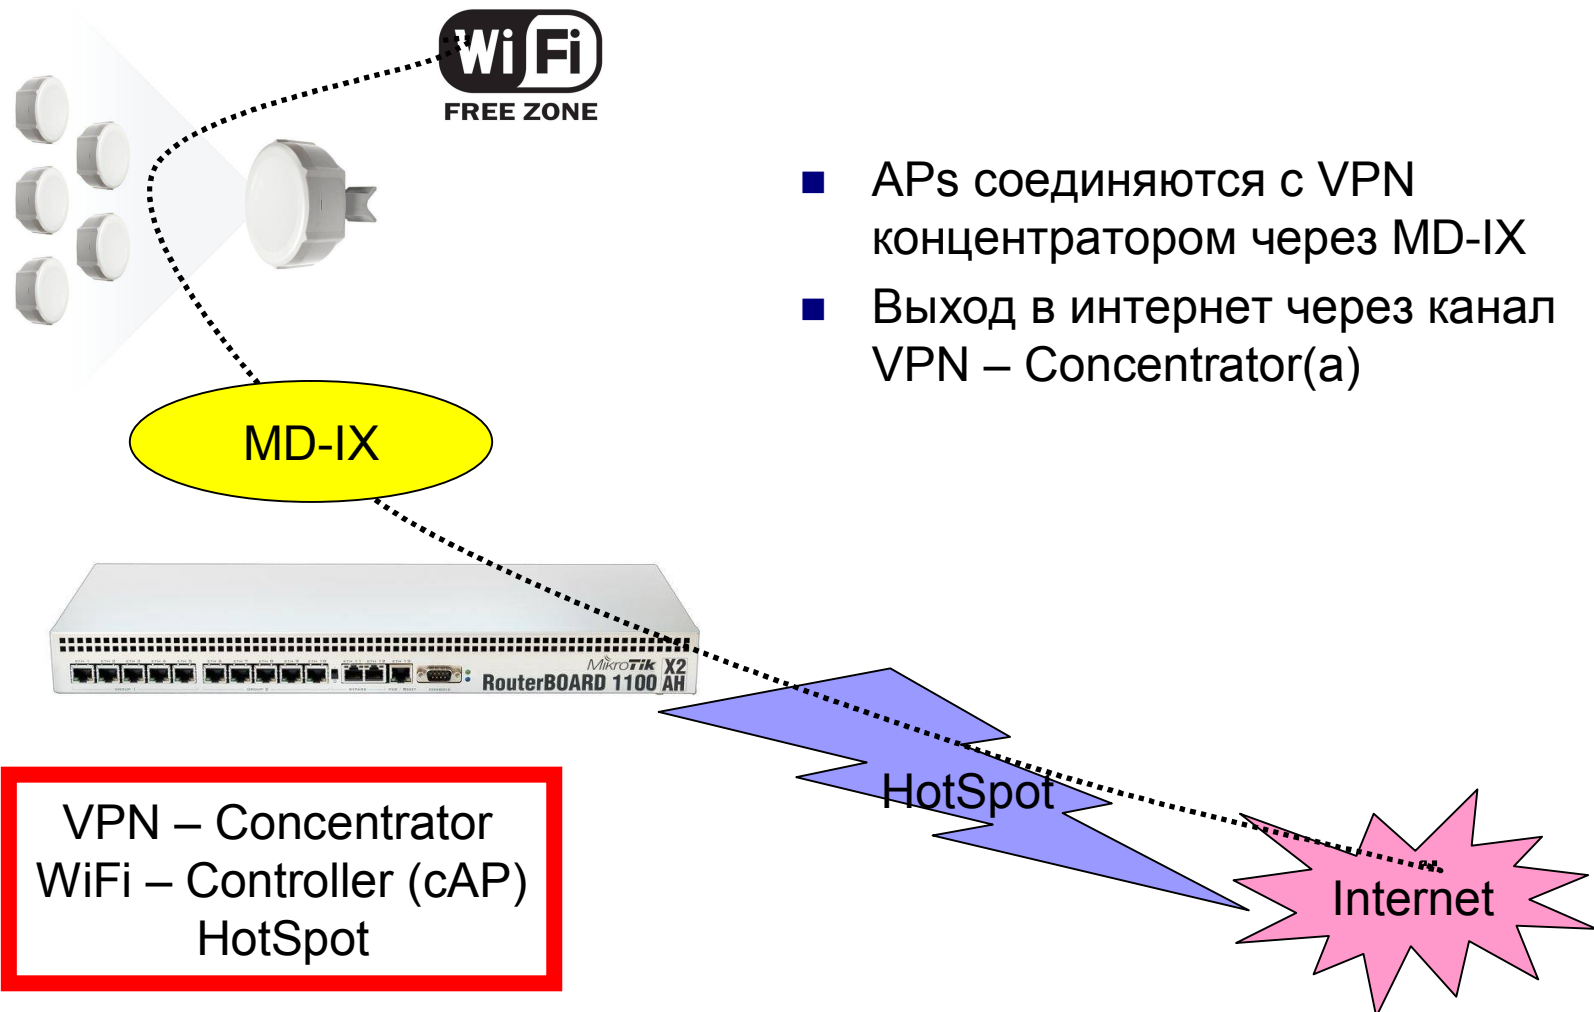 Wi Fi
FREE ZONE
APs соединяются с VPN
концентратором через MD-IX
Выход в интернет через канал
VPN – Concentrator(a)
MD-IX
MikroTik X2
RouterBOARD 1100 AH
HotSpot
VPN – Concentrator
WiFi – Controller (cAP)
HotSpot
Internet